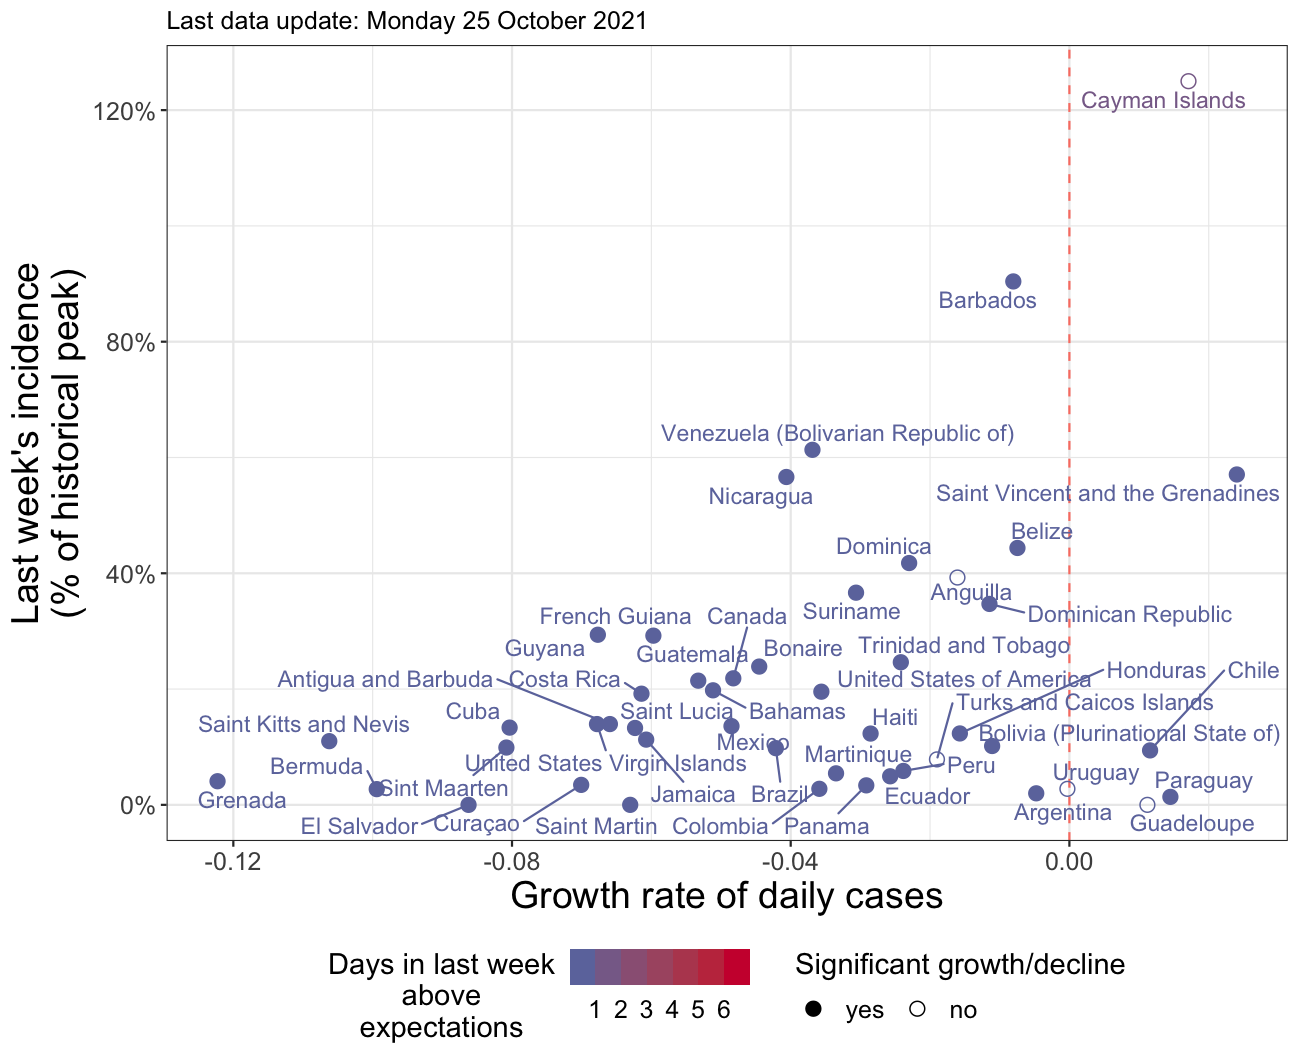 Last data update: Monday 25 October 2021
Last week's incidence
(% of historical peak)
120%
80%
40%
0%
Cayman Islands
Barbados
Venezuela (Bolivarian Republic of)
Nicaragua
Saint Vincent and the Grenadines
Belize
Dominica
Anguilla
Suriname
Dominican Republic
French Guiana
Canada
Guyana
Guatemala
Bonaire
Trinidad and Tobago
Antigua and Barbuda
Costa Rica
United States of America
Honduras
Chile
Turks and Caicos Islands
Cuba
Saint Lucia
Bahamas
Haiti
Saint Kitts and Nevis
Mexico
Bolivia (Plurinational State of)
Martinique
Bermuda
United States Virgin Islands
Peru
Uruguay
Paraguay
Sint Maarten
Grenada
Jamaica
Brazil
Ecuador
Argentina
El Salvador
Curaçao
Saint Martin
Colombia
Panama
Guadeloupe
-0.12
-0.08
-0.04
0.00
Growth rate of daily cases
Days in last week
above
expectations
1 2 3 4 5 6
Significant growth/decline
yes
no